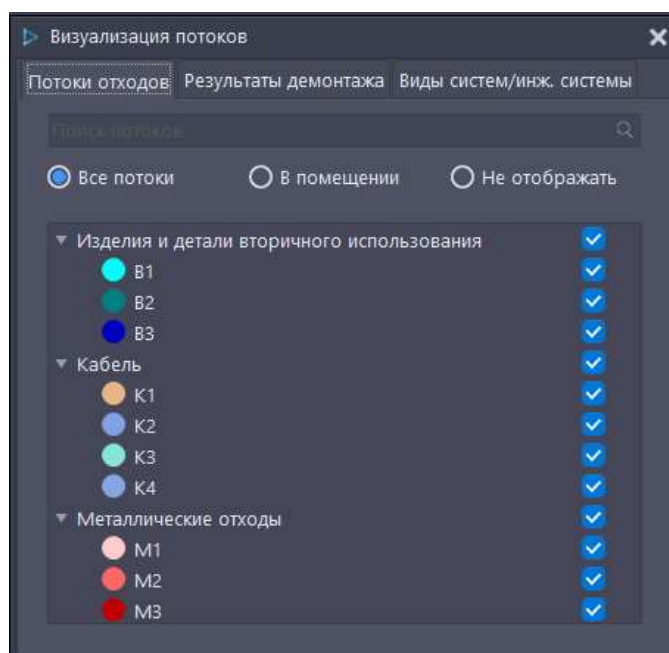 Визуализация потоков
Потоки отходов Результаты демонтажа Виды систем/инж. системы
Поиск потоков
Все потоки В помещении Не отображать
Изделия и детали вторичного использования
В1
В2
В3
Кабель
К1
К2
К3
К4
Металлические отходы
М1
М2
М3